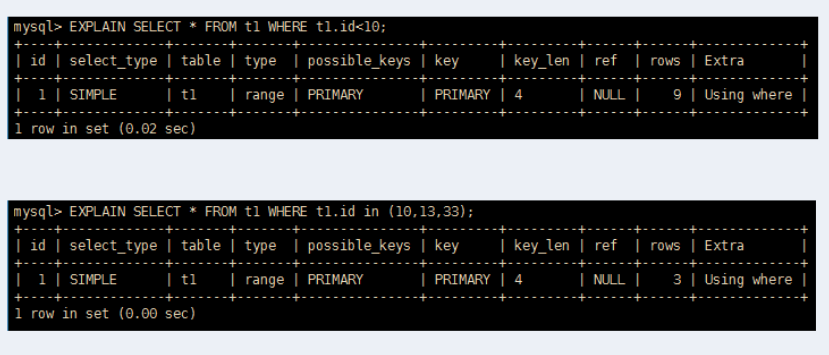 mysql> EXPLAIN SELECT * FROM t1 WHERE t1.id<10;
+----+-------------+-------+-------+---------------+---------+---------+------+------+-------------+
| id | select_type | table | type | possible_keys | key | key_len | ref | rows | Extra |
+----+-------------+-------+-------+---------------+---------+---------+------+------+-------------+
| 1 | SIMPLE | t1 | range | PRIMARY | PRIMARY | 4 | NULL | 9 | Using where |
+----+-------------+-------+-------+---------------+---------+---------+------+------+-------------+
1 row in set (0.02 sec)
mysql> EXPLAIN SELECT * FROM t1 WHERE t1.id in (10,13,33);
+----+-------------+-------+-------+---------------+---------+---------+------+------+-------------+
| id | select_type | table | type | possible_keys | key | key_len | ref | rows | Extra |
+----+-------------+-------+-------+---------------+---------+---------+------+------+-------------+
| 1 | SIMPLE | t1 | range | PRIMARY | PRIMARY | 4 | NULL | 3 | Using where |
+----+-------------+-------+-------+---------------+---------+---------+------+------+-------------+
1 row in set (0.00 sec)